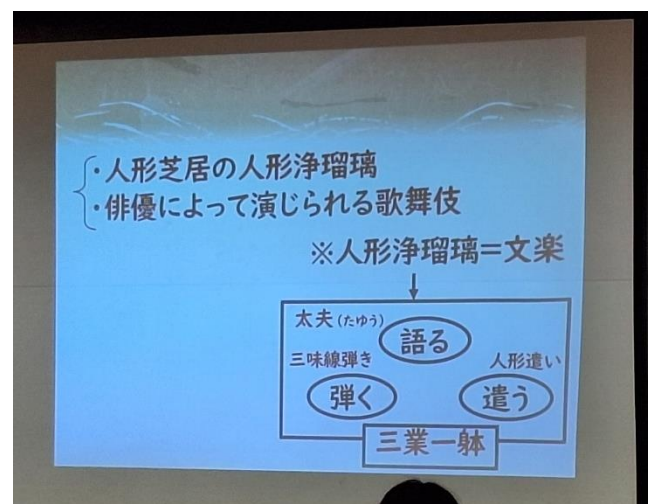 ・人形芝居の人形浄瑠璃
・俳優によって演じられる歌舞伎
※人形浄瑠璃=文楽
太夫(たゆう)
語る
三味線弾き
人形遣い
弾く
遣う
三業一躰